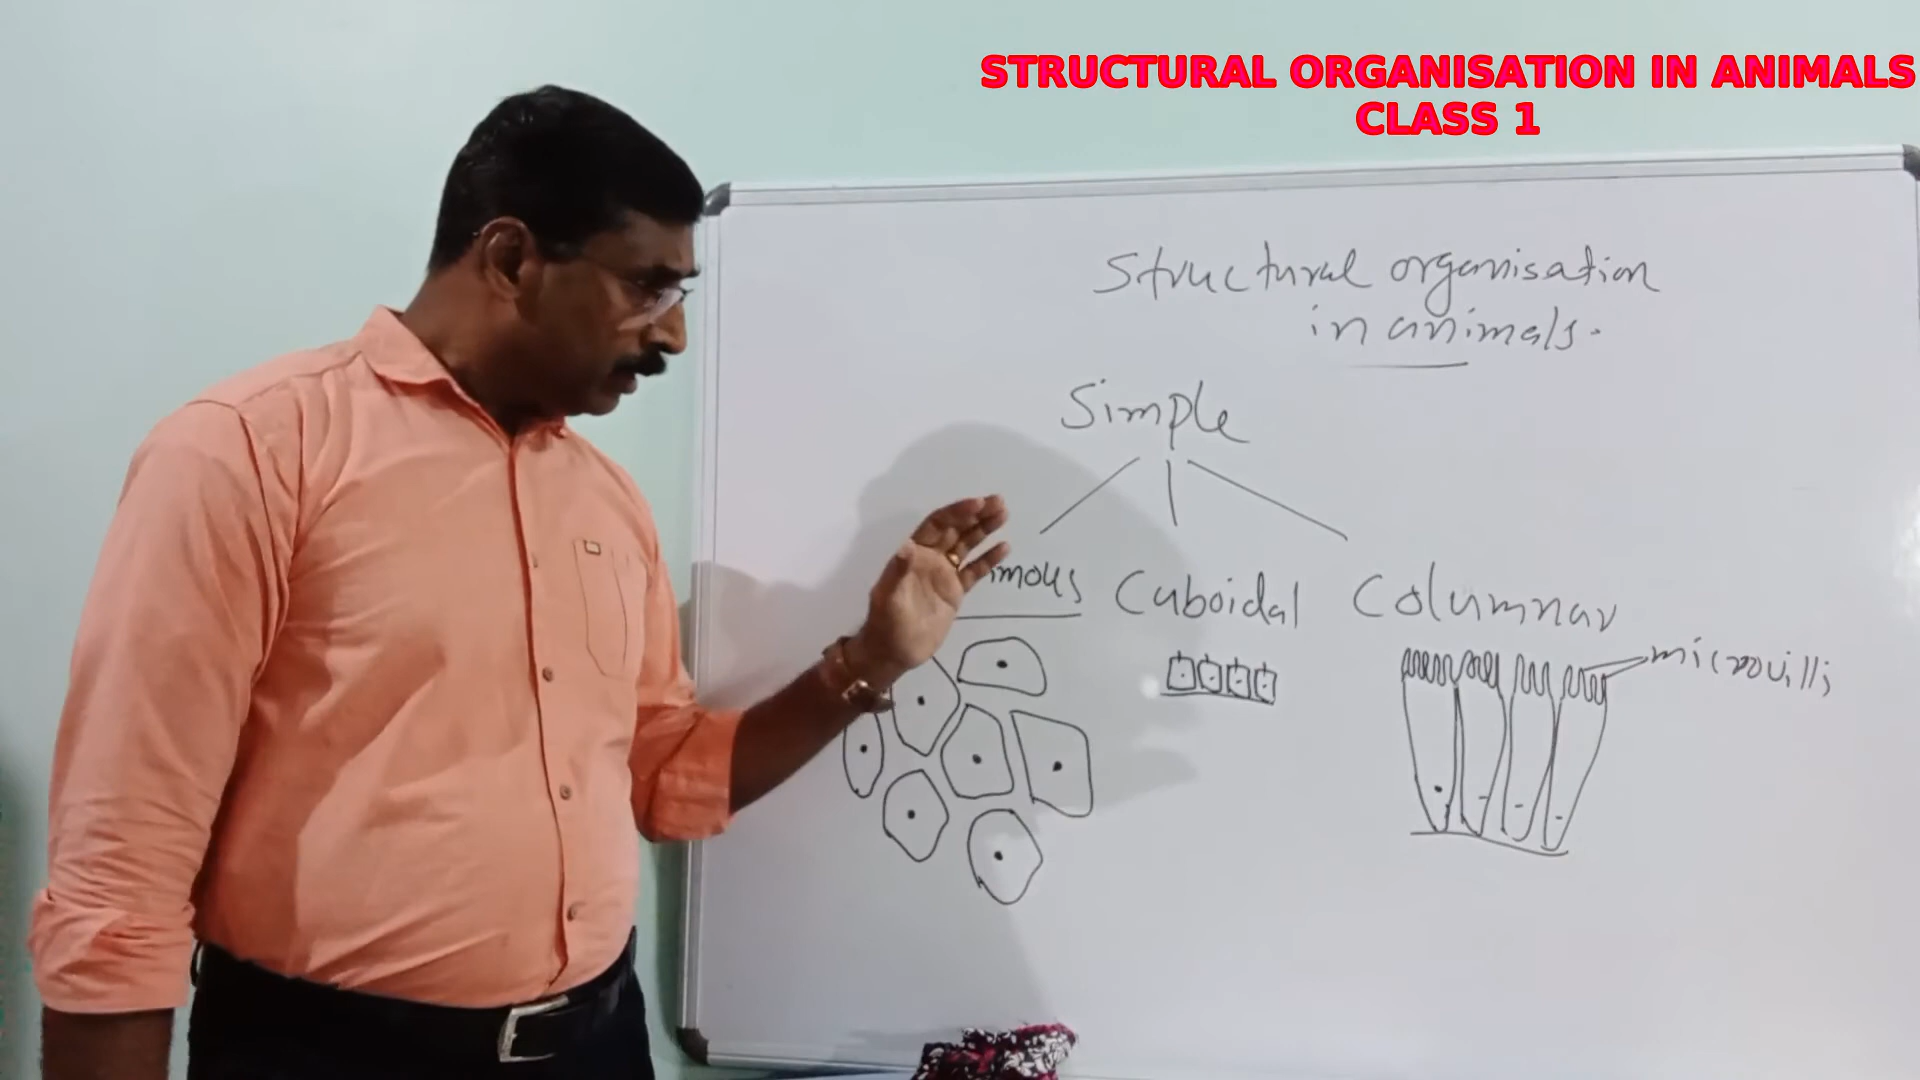 STRUCTURAL ORGANISATION IN ANIMALS
CLASS 1
Structural organisation
in animals.
Simple
Cuboidal Columnar
microvilli